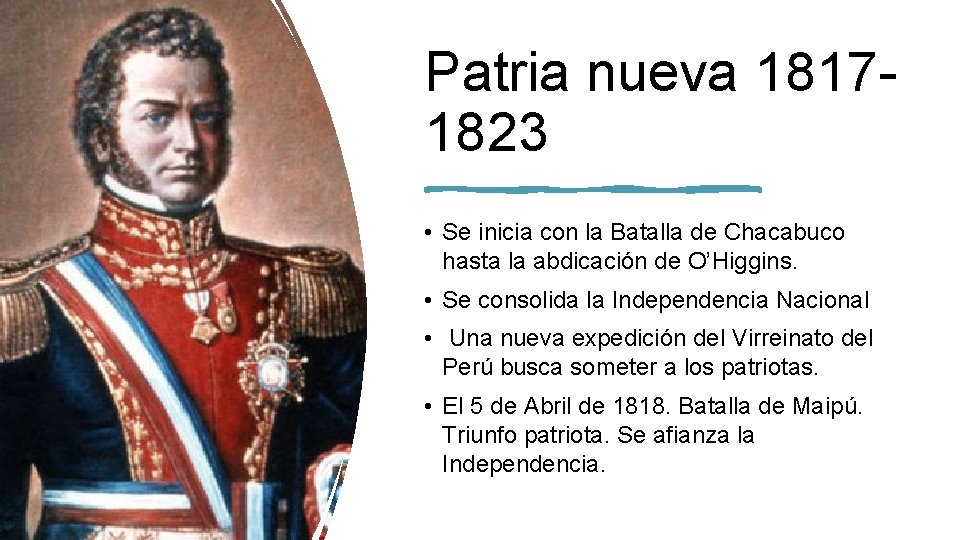 Patria nueva 1817-
1823
• Se inicia con la Batalla de Chacabuco
hasta la abdicación de O’Higgins.
• Se consolida la Independencia Nacional
• Una nueva expedición del Virreinato del
Perú busca someter a los patriotas.
• El 5 de Abril de 1818. Batalla de Maipú.
Triunfo patriota. Se afianza la
Independencia.